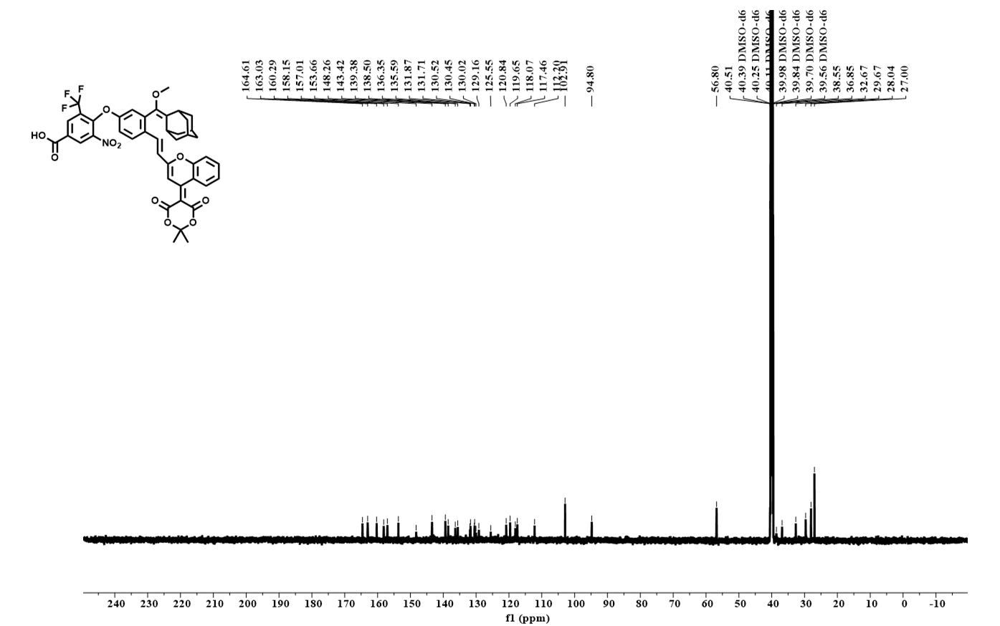 164.61
163.03
160.29
158.15
157.01
153.66
148.26
143.42
139.38
138.50
136.35
135.59
131.87
131.71
130.52
130.45
130.02
129.16
125.55
120.84
119.65
118.07
117.46
112.20
102.91
94.80
56.80
40.51
40.39 DMSO-d6
40.25 DMSO-d6
40.11 DMSO-d6
39.98 DMSO-d6
39.84 DMSO-d6
39.70 DMSO-d6
39.56 DMSO-d6
38.55
36.85
32.67
29.67
28.04
27.00
F
F
F
O
O
HO
O
NO2
O
O
O
O
O
240 230 220 210 200 190 180 170 160 150 140 130 120 110 100 90 80 70 60 50 40 30 20 10 0 -10
f1 (ppm)